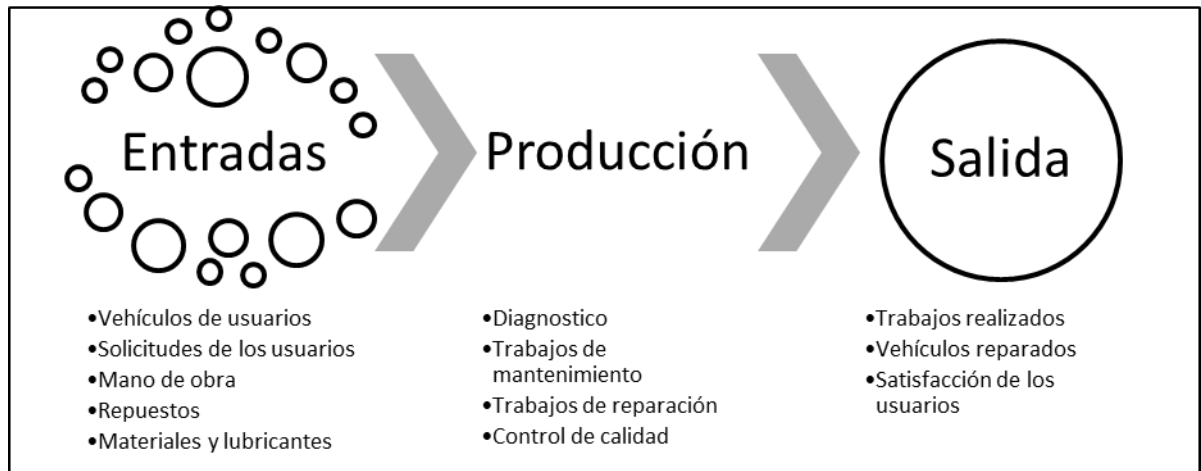 Entradas
Producción
Salida
•Vehículos de usuarios
•Solicitudes de los usuarios
•Mano de obra
•Repuestos
•Materiales y lubricantes
•Diagnostico
•Trabajos de
mantenimiento
•Trabajos de reparación
•Control de calidad
•Trabajos realizados
•Vehículos reparados
•Satisfacción de los
usuarios